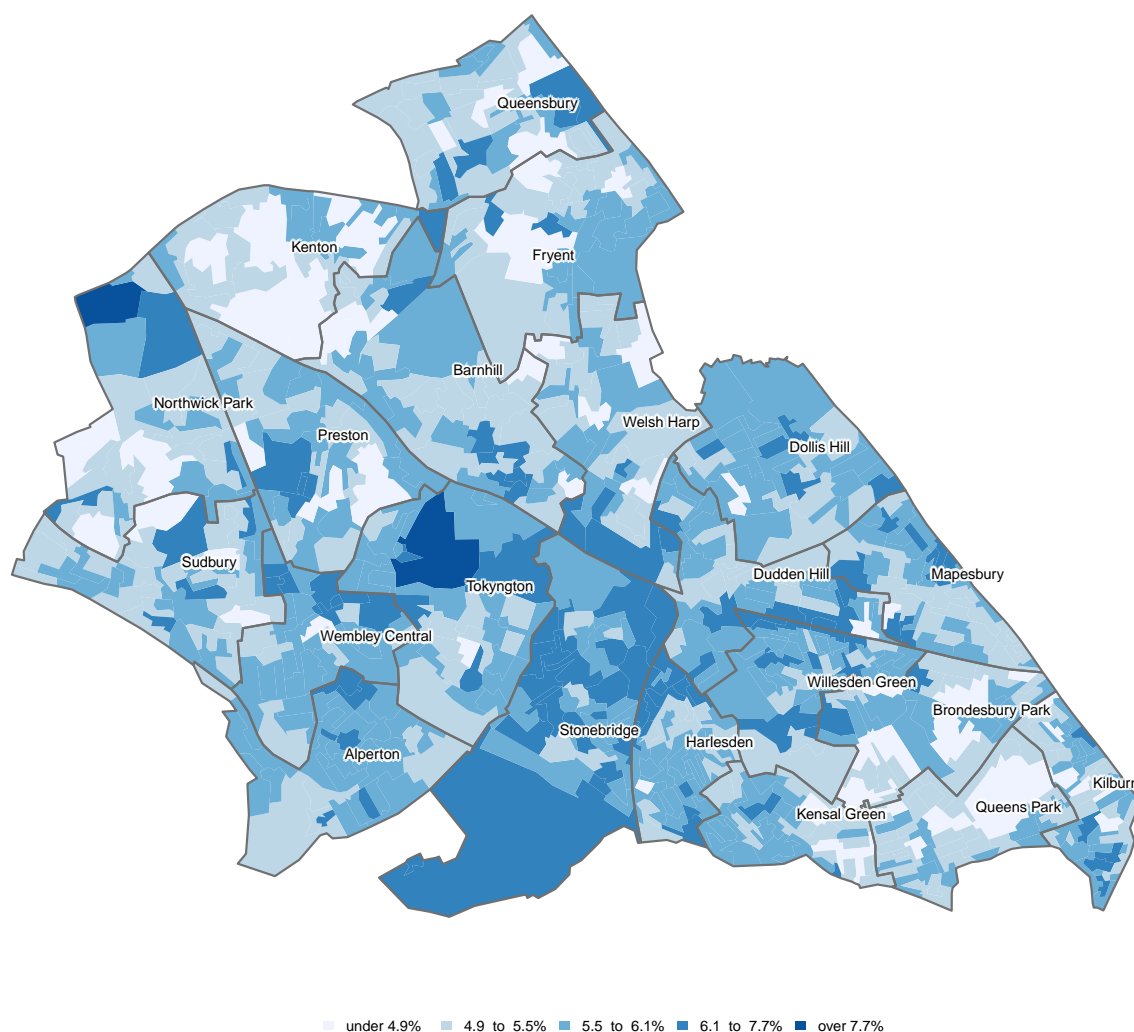 Queensbury
Kenton
Fryent
Barnhill
Northwick Park
Welsh Harp
Preston
Dollis Hill
Sudbury
Dudden Hill
Mapesbury
Tokyngton
Wembley Central
Willesden Green
Brondesbury Park
Stonebridge
Harlesden
Alperton
Kilburn
Queens Park
Kensal Green
under 4.9% 4.9 to 5.5% 5.5 to 6.1% 6.1 to 7.7% over 7.7%